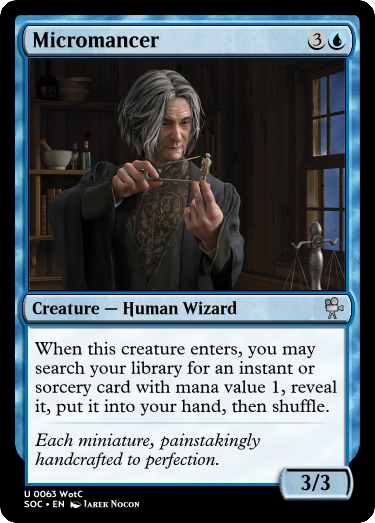 Micromancer 3
Creature — Human Wizard
When this creature enters, you may
search your library for an instant or
sorcery card with mana value 1, reveal
it, put it into your hand, then shuffle.
Each miniature, painstakingly
handcrafted to perfection.
3/3
U 0063 WotC
SOC • EN Jarek Nocon